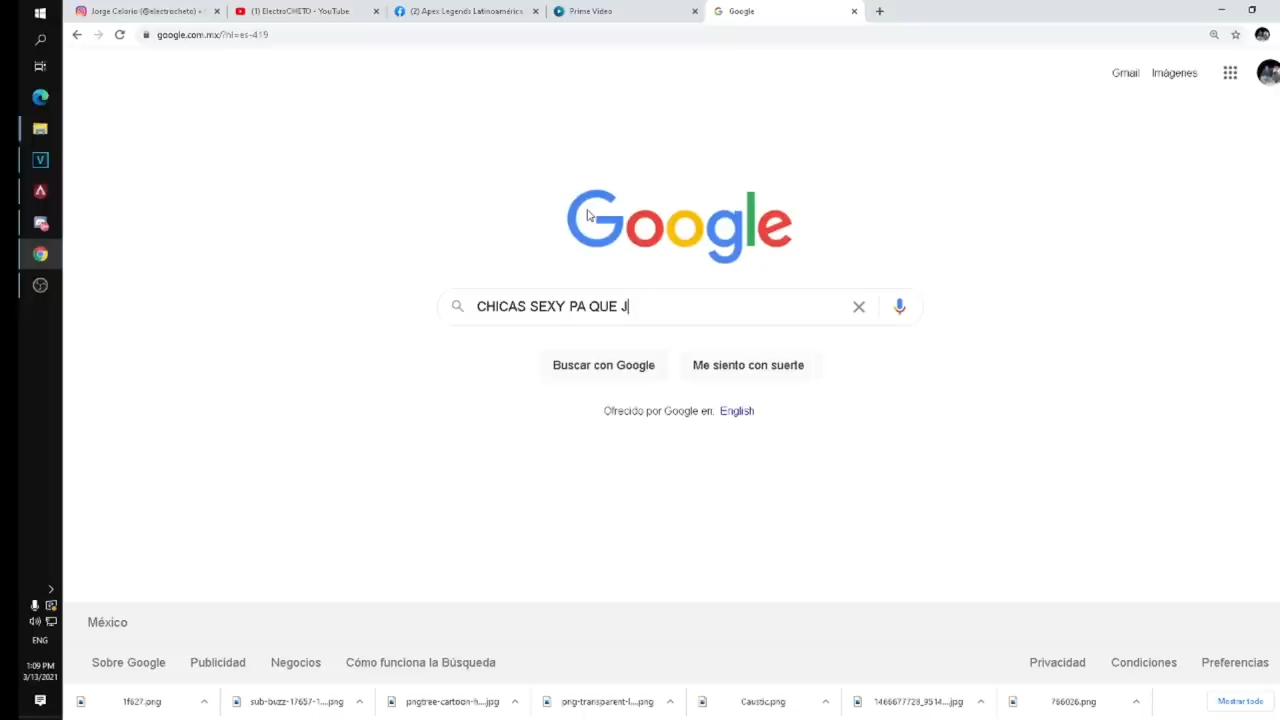 Jorge Celorio (@electrocheto) •
(1) ElectroCHETO - YouTube
(2) Apex Legends Latinoamérica
Prime Video
Google
google.com.mx/?hl=es-419
Gmail
Imágenes
Google
CHICAS SEXY PA QUE J
Buscar con Google
Me siento con suerte
Ofrecido por Google en: English
México
Sobre Google
Publicidad
Negocios
Cómo funciona la Búsqueda
Privacidad
Condiciones
Preferencias
ENG
1:09 PM
3/13/2021
1f627.png
sub-buzz-17657-1....png
pngtree-cartoon-h....jpg
png-transparent-l....png
Caustic.png
1466677728_9514....jpg
766026.png
Mostrar todo